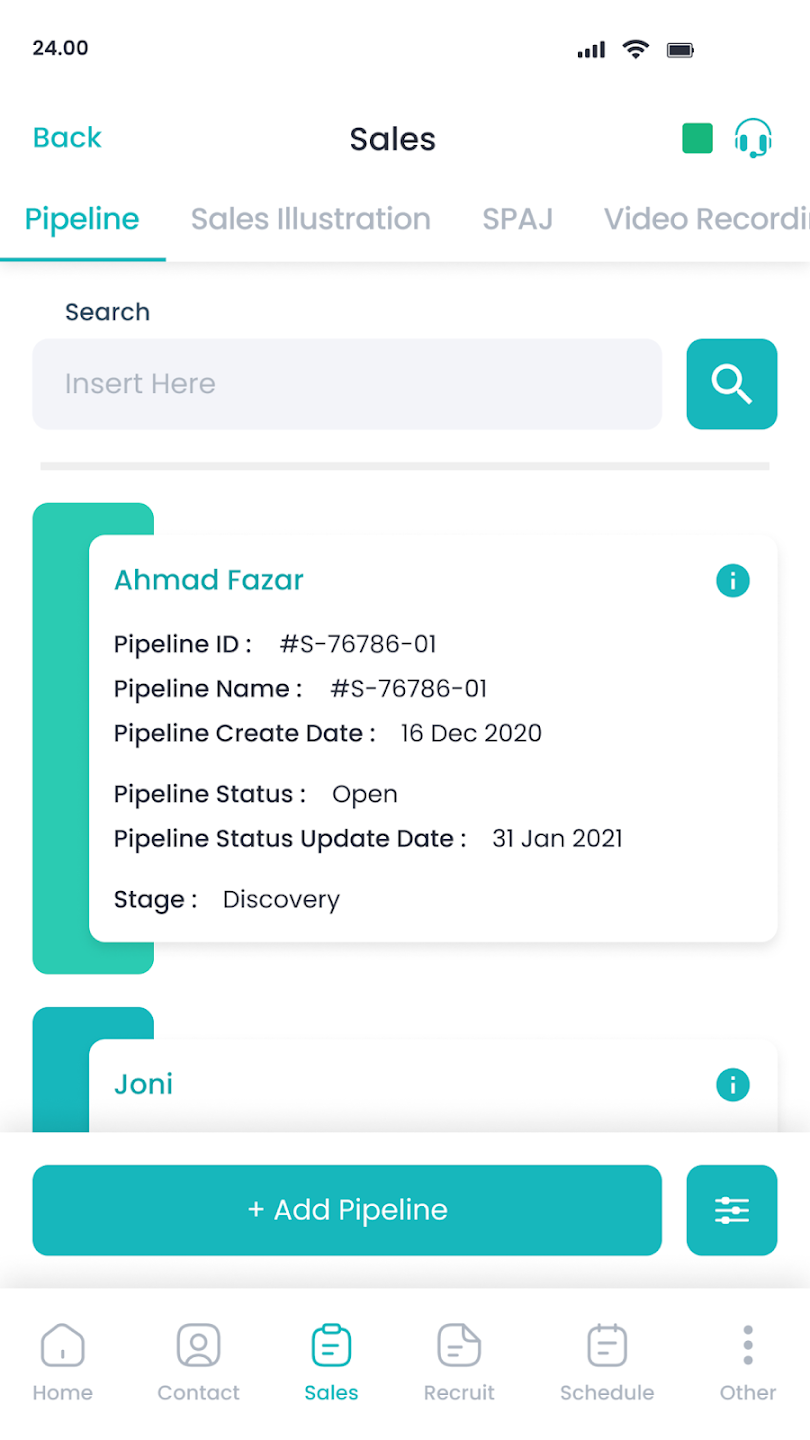 24.00
Back Sales
Pipeline Sales Illustration SPAJ Video Recordi
Search
Insert Here
Ahmad Fazar
Pipeline ID : #S-76786-01
Pipeline Name : #S-76786-01
Pipeline Create Date : 16 Dec 2020
Pipeline Status : Open
Pipeline Status Update Date : 31 Jan 2021
Stage : Discovery
Joni
+ Add Pipeline
Home Contact Sales Recruit Schedule Other